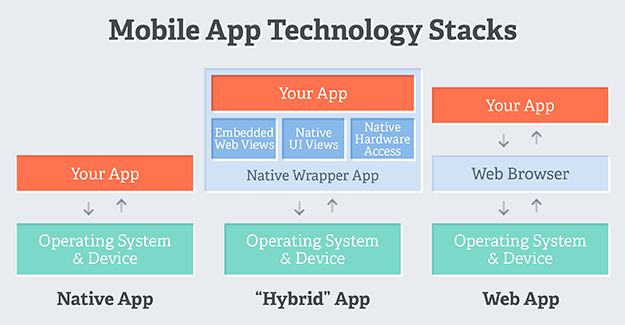 Mobile App Technology Stacks
Your App
Operating System
& Device
Native App
Your App
Embedded
Web Views
Native
UI Views
Native
Hardware
Access
Native Wrapper App
Operating System
& Device
“Hybrid” App
Your App
Web Browser
Operating System
& Device
Web App